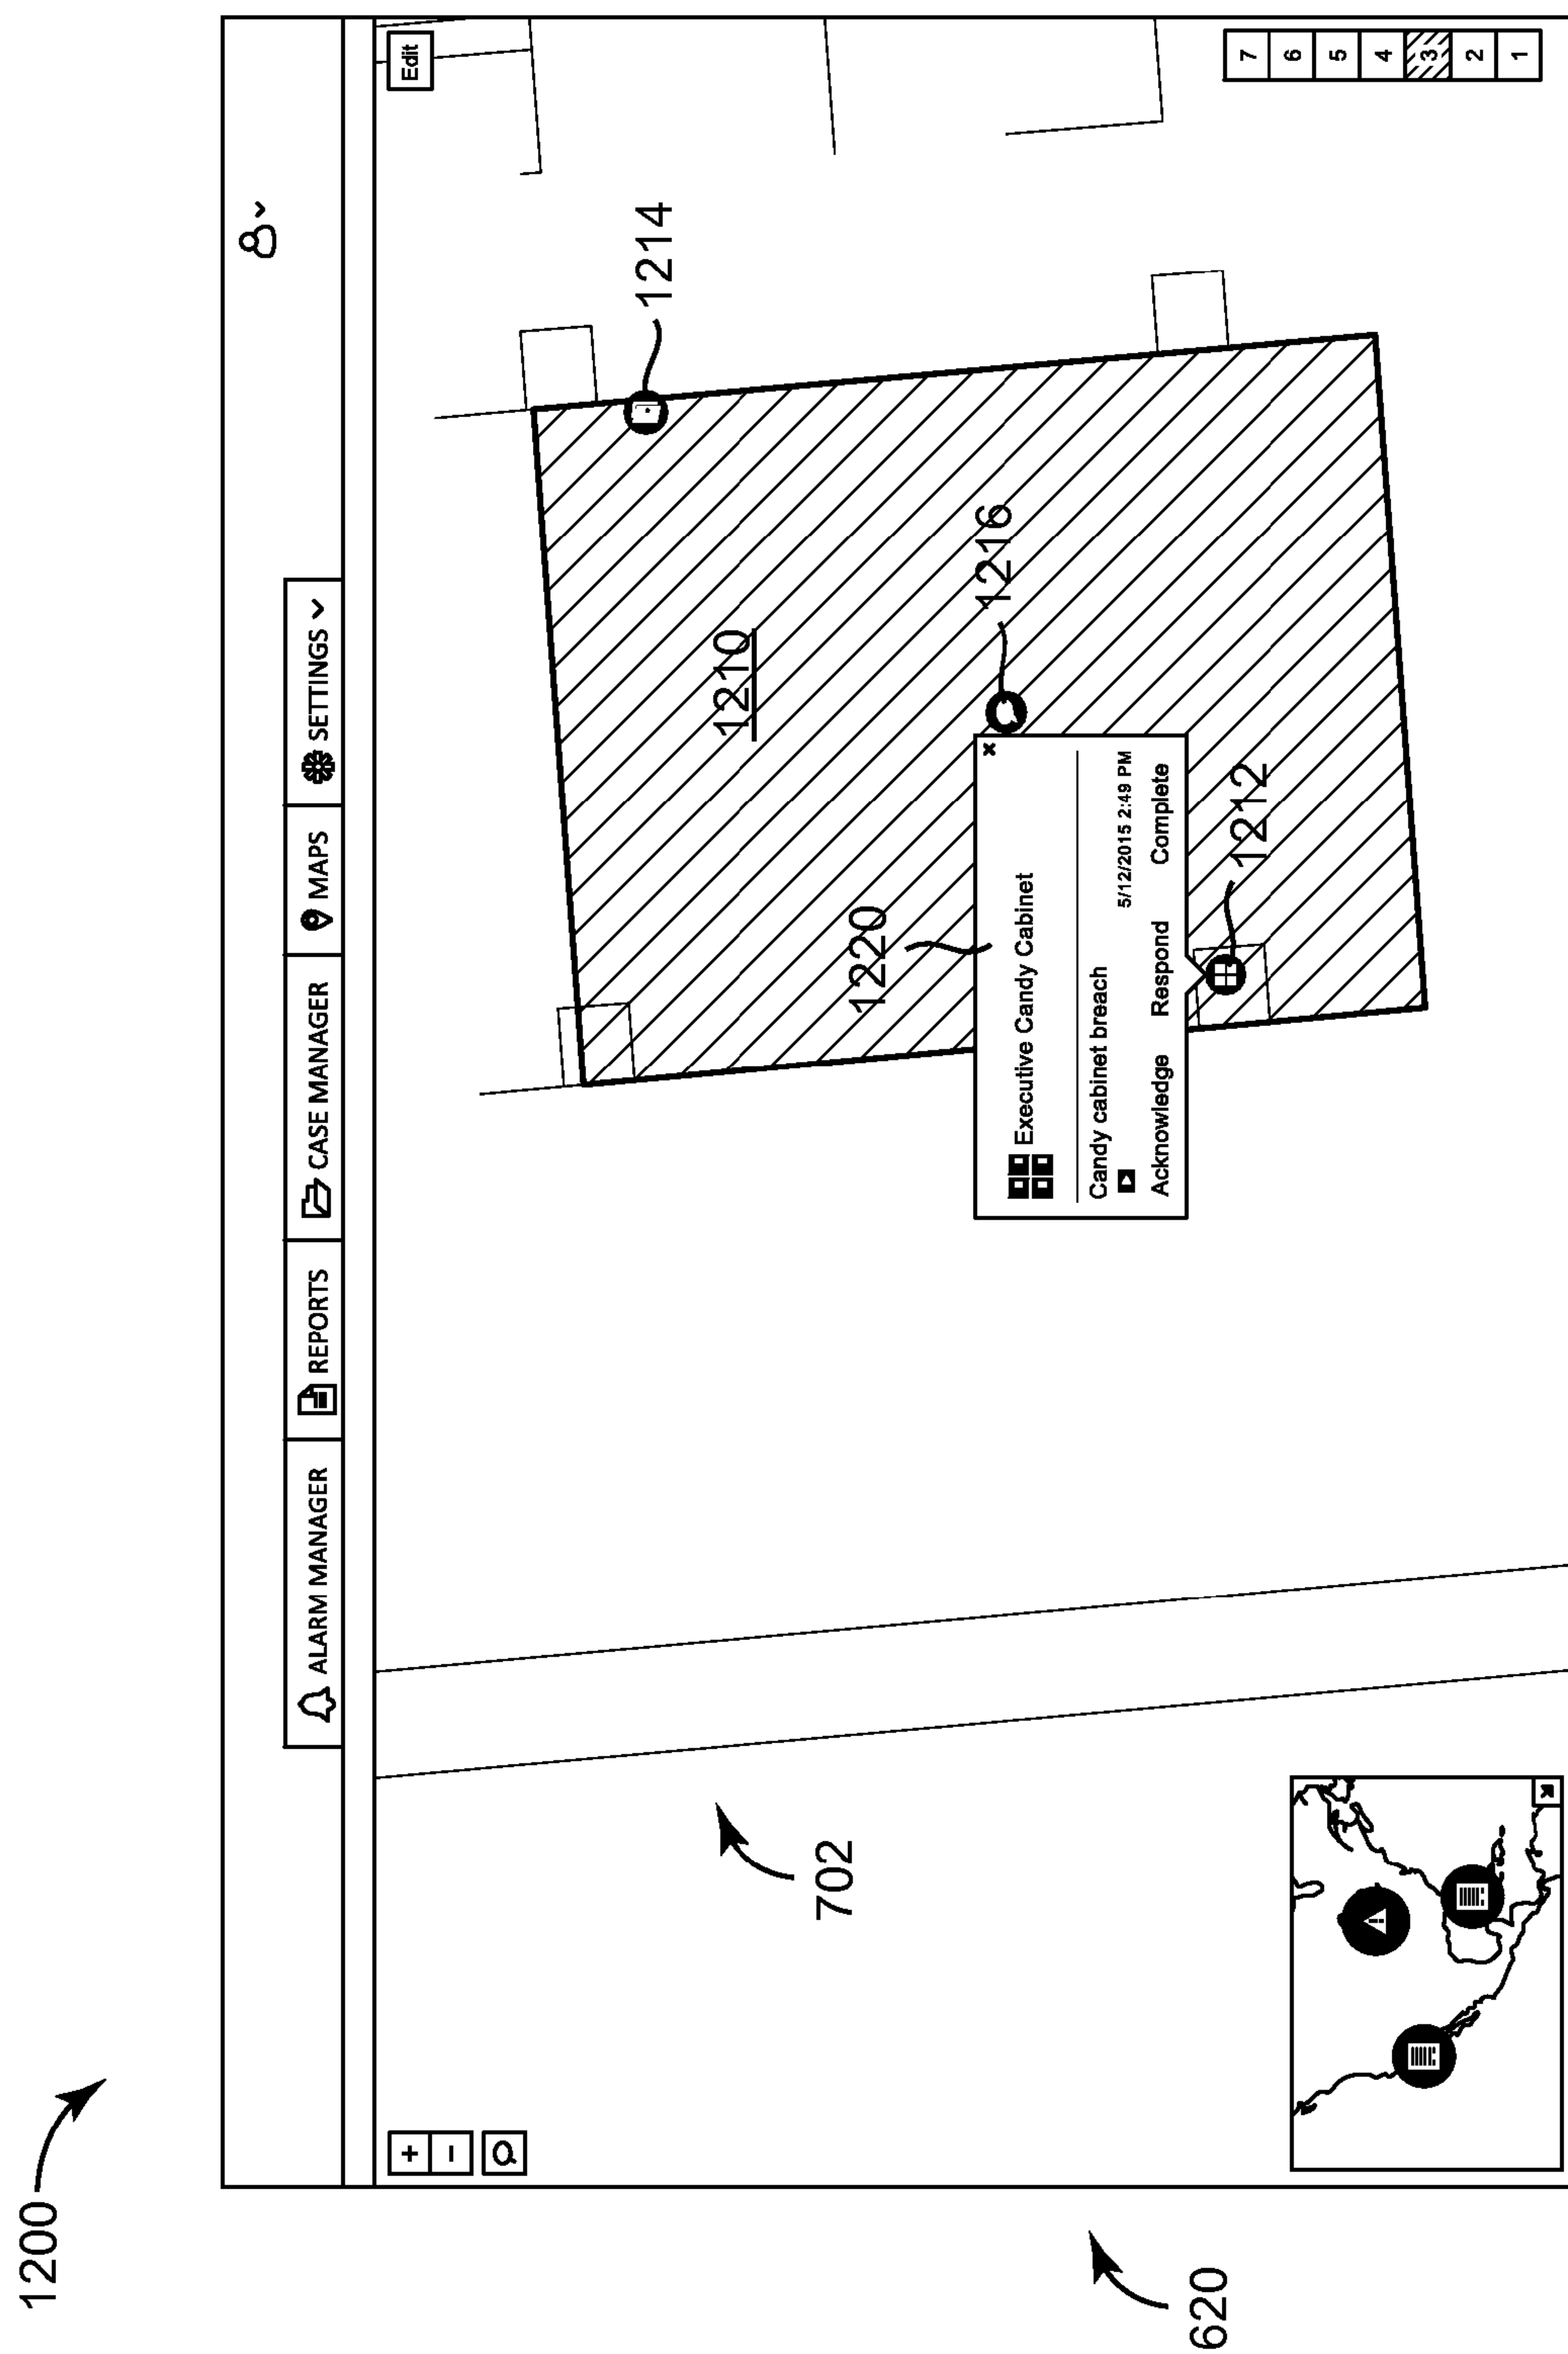 1200
ALARM MANAGER
REPORTS
CASE MANAGER
MAPS
SETTINGS
+
−
Edit
1214
1210
702
1220
1216
Executive Candy Cabinet
x
Candy cabinet breach
5/12/2015 2:49 PM
Acknowledge Respond Complete
1212
620
7
6
5
4
3
2
1